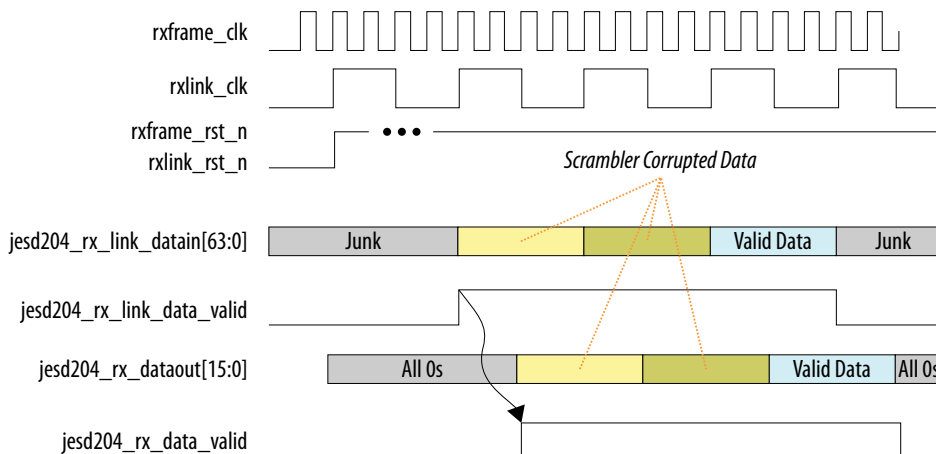 rxframe_clk
rxlink_clk
rxframe_rst_n
rxlink_rst_n
Scrambler Corrupted Data
jesd204_rx_link_datain[63:0] Junk Valid Data Junk
jesd204_rx_link_data_valid
jesd204_rx_dataout[15:0] All 0s Valid Data All 0s
jesd204_rx_data_valid